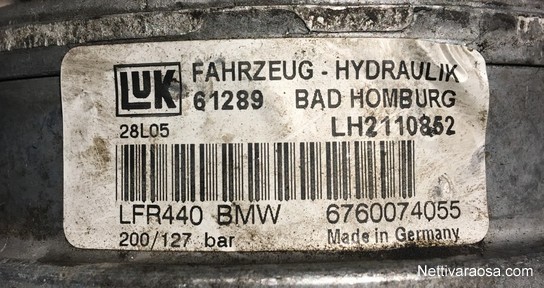 LUK FAHRZEUG - HYDRAULIK
61289 BAD HOMBURG
28L05 LH2110852
LFR440 BMW 6760074055
200/127 bar Made in Germany
Nettivaraosa.com